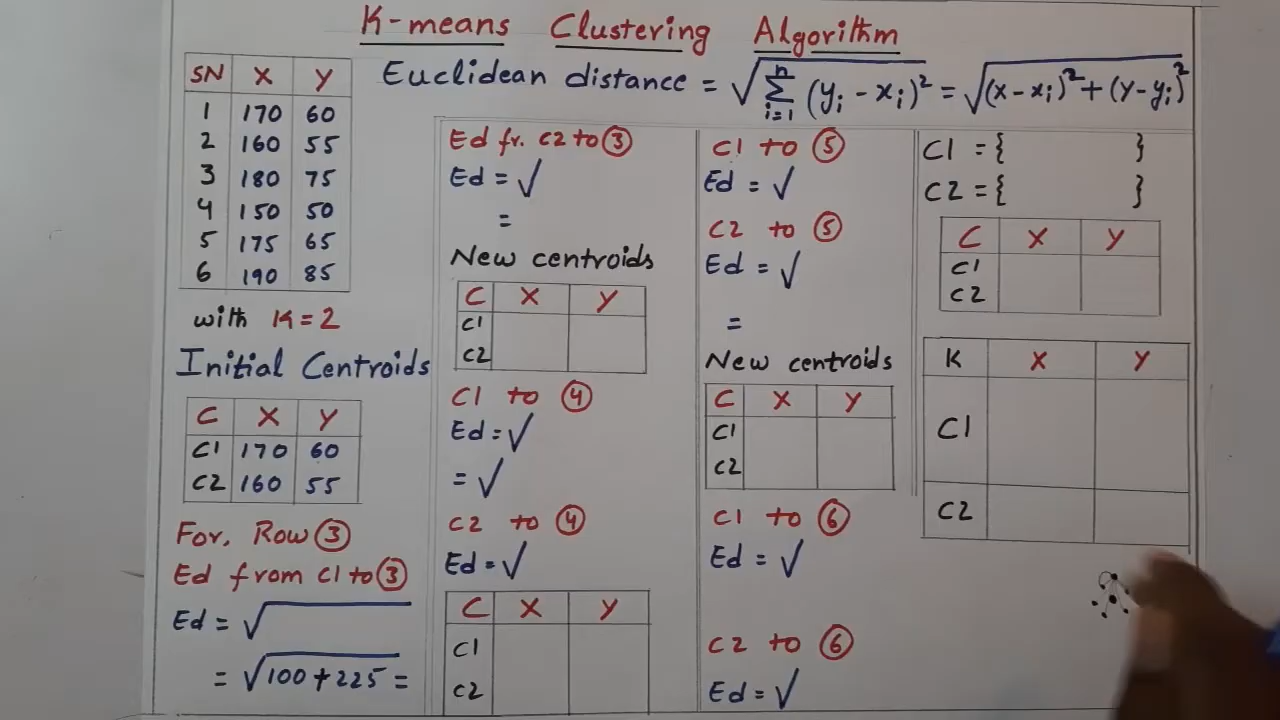 K-means Clustering Algorithm
Euclidean distance = √∑ⁿᵢ₌₁ (yᵢ - xᵢ)² = √(x-xᵢ)² + (y-yᵢ)²
SN X Y
1 170 60
2 160 55
3 180 75
4 150 50
5 175 65
6 190 85
with K=2
Initial Centroids
C X Y
C1 170 60
C2 160 55
For, Row ③
Ed from C1 to ③
Ed = √
= √100+225 =
Ed fr. C2 to ③
Ed = √
=
New centroids
C X Y
C1
C2
C1 to ④
Ed = √
= √
C2 to ④
Ed = √
C X Y
C1
C2
C1 to ⑤
Ed = √
C2 to ⑤
Ed = √
=
New centroids
C X Y
C1
C2
C1 to ⑥
Ed = √
C2 to ⑥
Ed = √
C1 = { }
C2 = { }
C X Y
C1
C2
K X Y
C1
C2